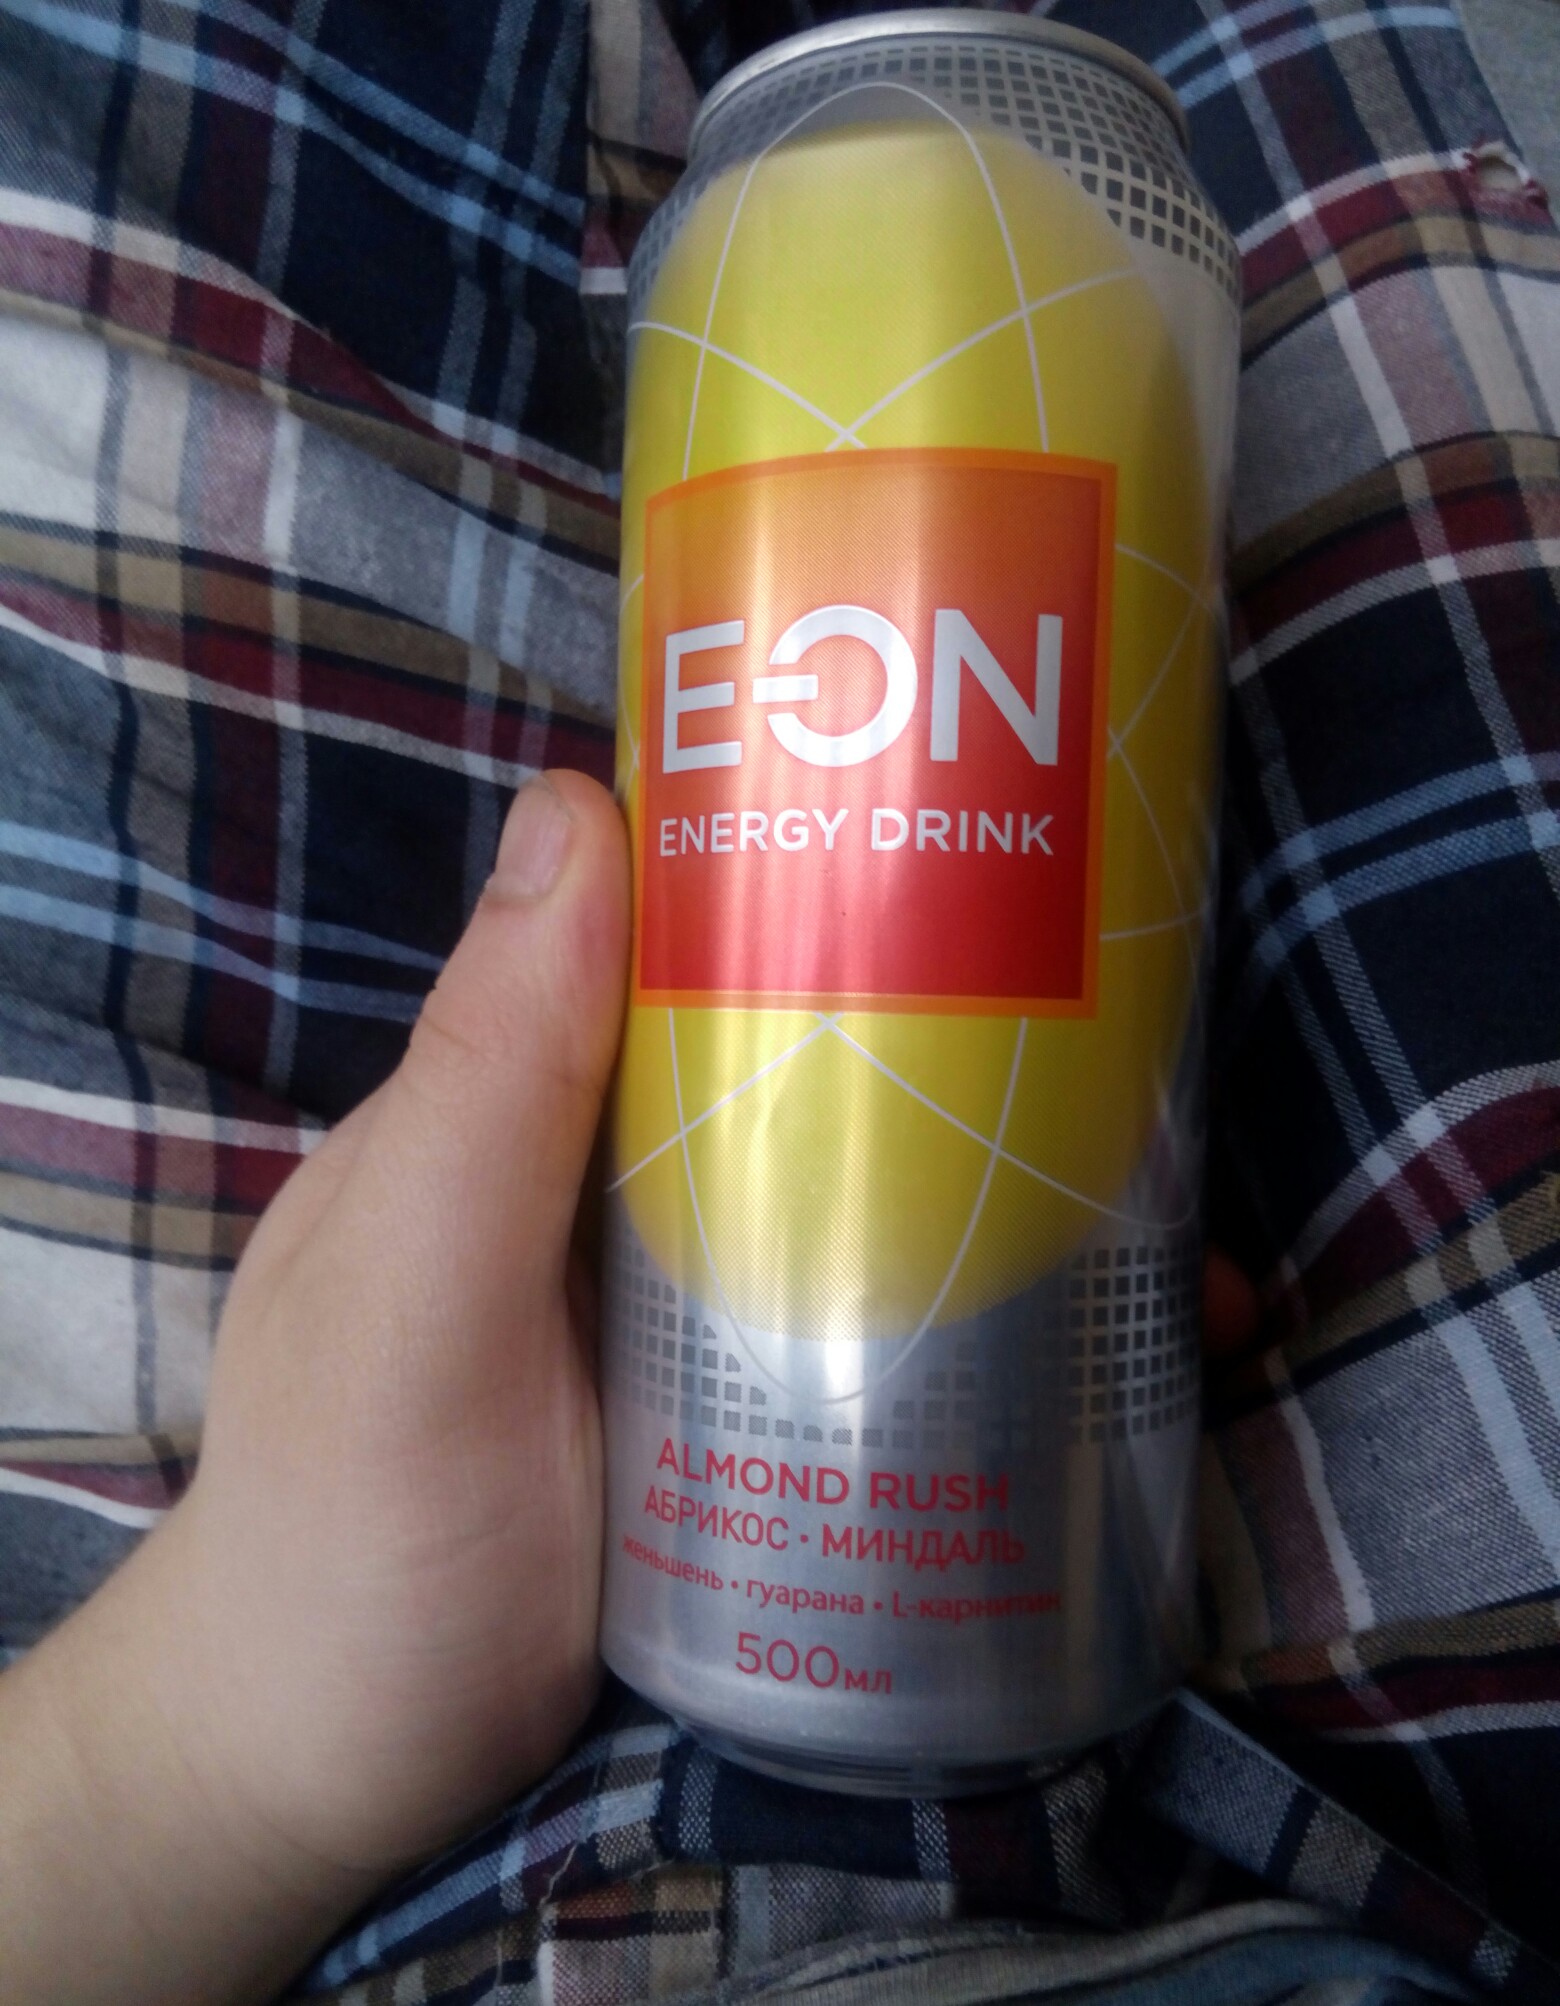 E-ON
ENERGY DRINK
ALMOND RUSH
АБРИКОС • МИНДАЛЬ
женьшень • гуарана • L-карнитин
500мл